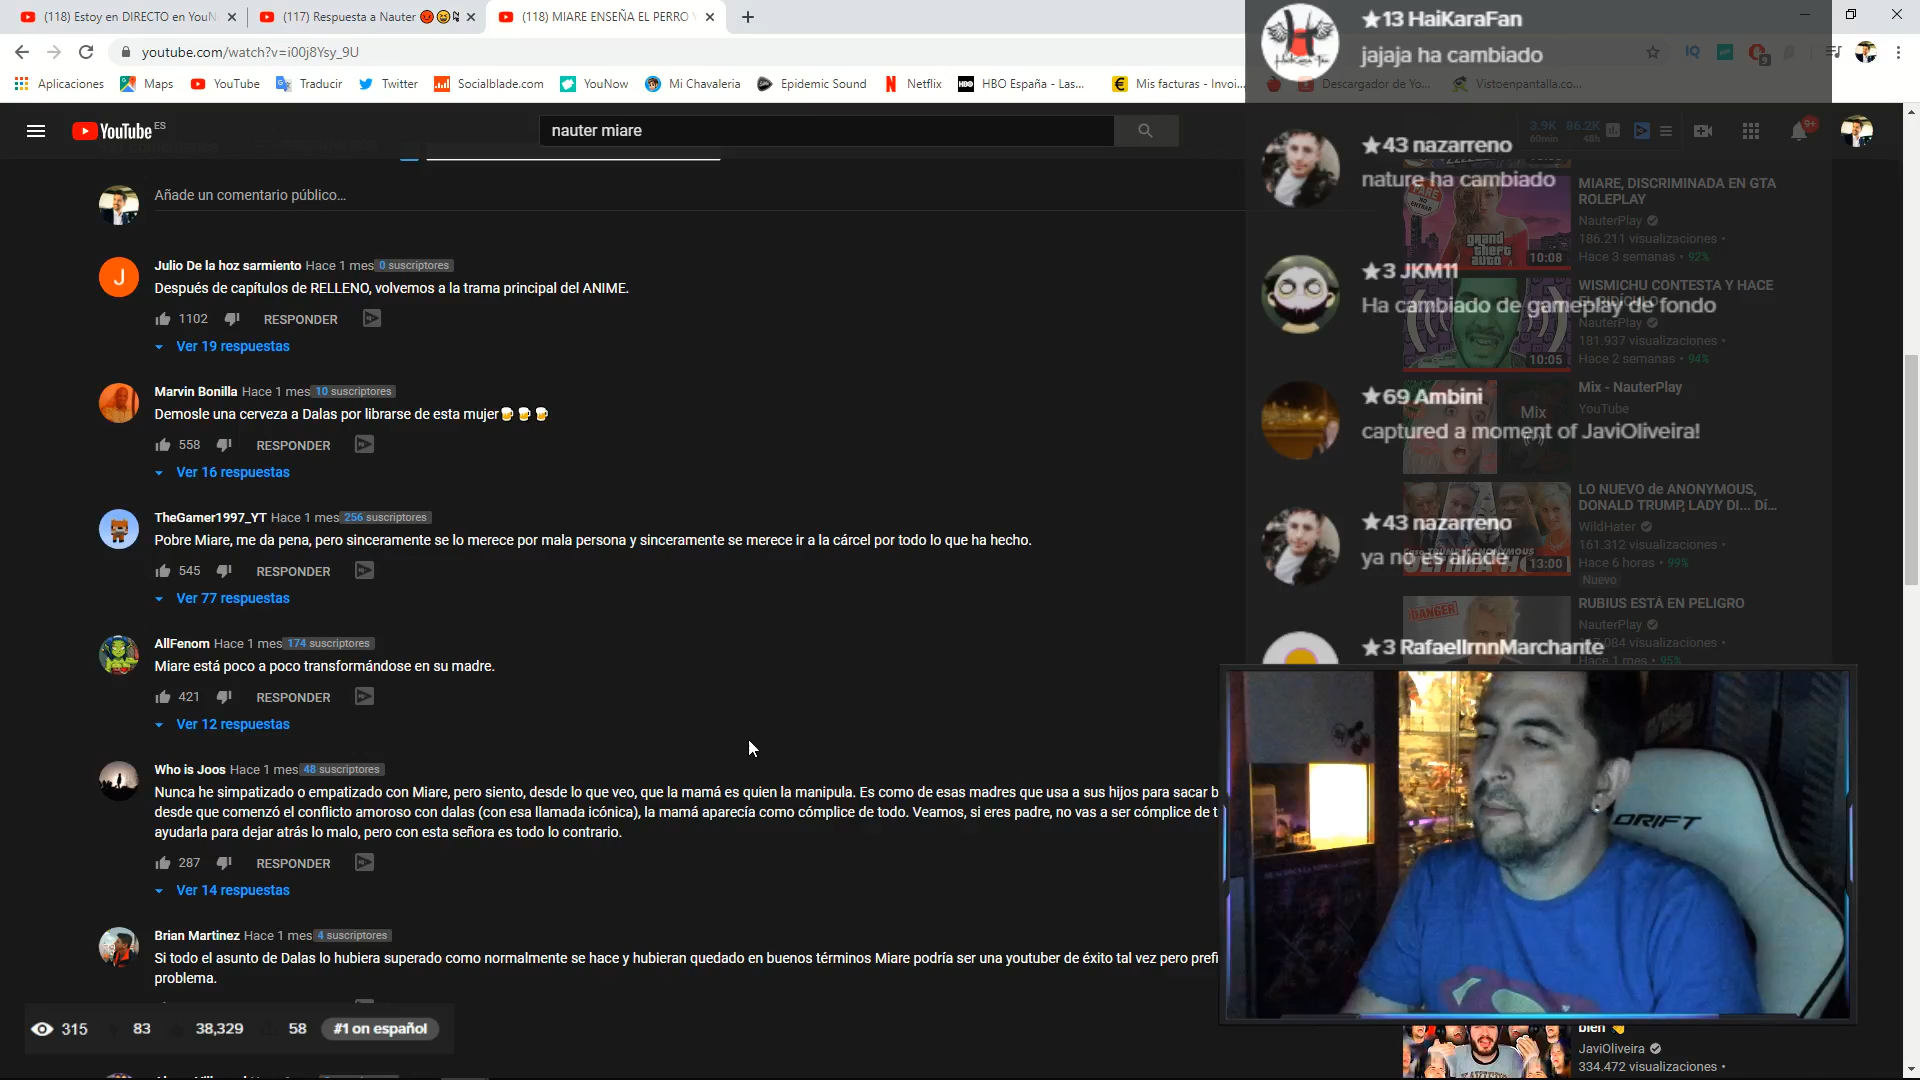 (118) Estoy en DIRECTO en YouN
(117) Respuesta a Nauter
(118) MIARE ENSEÑA EL PERRO
youtube.com/watch?v=i00j8Ysy_9U
Aplicaciones
Maps
YouTube
Traducir
Twitter
Socialblade.com
YouNow
Mi Chavaleria
Epidemic Sound
Netflix
HBO España - Las...
Mis facturas - Invoi...
Descargador de Yo...
Vistoenpantalla.co...
YouTube ES
nauter miare
3.9K 86.2K
60min 48h
9+
Añade un comentario público...
Julio De la hoz sarmiento Hace 1 mes 0 suscriptores
Después de capítulos de RELLENO, volvemos a la trama principal del ANIME.
1102 RESPONDER
Ver 19 respuestas
Marvin Bonilla Hace 1 mes 10 suscriptores
Demosle una cerveza a Dalas por librarse de esta mujer🍺🍺🍺
558 RESPONDER
Ver 16 respuestas
TheGamer1997_YT Hace 1 mes 256 suscriptores
Pobre Miare, me da pena, pero sinceramente se lo merece por mala persona y sinceramente se merece ir a la cárcel por todo lo que ha hecho.
545 RESPONDER
Ver 77 respuestas
AllFenom Hace 1 mes 174 suscriptores
Miare está poco a poco transformándose en su madre.
421 RESPONDER
Ver 12 respuestas
Who is Joos Hace 1 mes 48 suscriptores
Nunca he simpatizado o empatizado con Miare, pero siento, desde lo que veo, que la mamá es quien la manipula. Es como de esas madres que usa a sus hijos para sacar b
desde que comenzó el conflicto amoroso con dalas (con esa llamada icónica), la mamá aparecía como cómplice de todo. Veamos, si eres padre, no vas a ser cómplice de t
ayudarla para dejar atrás lo malo, pero con esta señora es todo lo contrario.
287 RESPONDER
Ver 14 respuestas
Brian Martinez Hace 1 mes 4 suscriptores
Si todo el asunto de Dalas lo hubiera superado como normalmente se hace y hubieran quedado en buenos términos Miare podría ser una youtuber de éxito tal vez pero prefi
problema.
315 83 38,329 58 #1 on español
★13 HaiKaraFan
jajaja ha cambiado
★43 nazarreno
nature ha cambiado
★3 JKM11
Ha cambiado de gameplay de fondo
★69 Ambini
captured a moment of JaviOliveira!
★43 nazarreno
ya no es añade
★3 RafaelIrnnMarchante
MIARE, DISCRIMINADA EN GTA
ROLEPLAY
NauterPlay
186.211 visualizaciones •
Hace 3 semanas • 92%
grand
theft
auto
10:08
WISMICHU CONTESTA Y HACE
NauterPlay
181.937 visualizaciones •
Hace 2 semanas • 94%
10:05
Mix - NauterPlay
YouTube
Mix
LO NUEVO de ANONYMOUS,
DONALD TRUMP, LADY DI... Dí...
WildHater
161.312 visualizaciones •
Hace 6 horas • 99%
Nuevo
13:00
RUBIUS ESTÁ EN PELIGRO
NauterPlay
Hace 1 mes • 95%
DANGER
DRIFT
bien
JaviOliveira
334.472 visualizaciones •